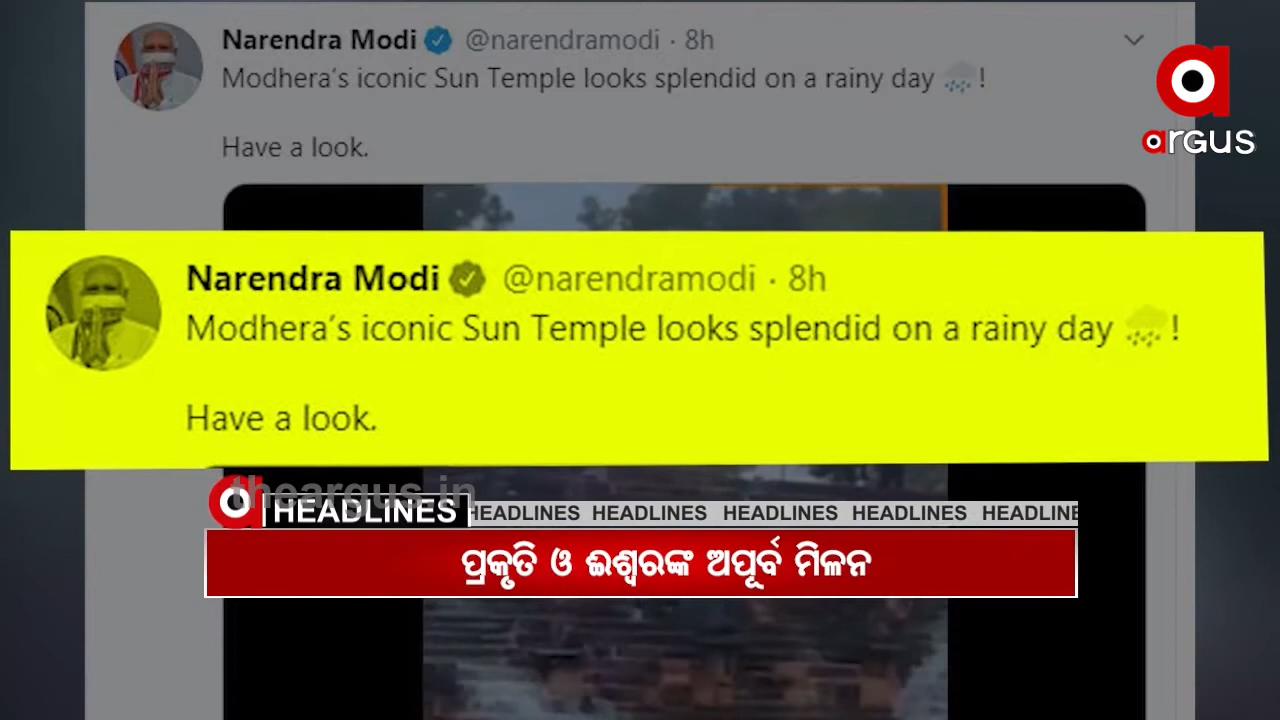 Narendra Modi @narendramodi · 8h
Modhera's iconic Sun Temple looks splendid on a rainy day 🌧!
Have a look.
argus
Narendra Modi @narendramodi · 8h
Modhera's iconic Sun Temple looks splendid on a rainy day 🌧!
Have a look.
theargus.in
HEADLINES HEADLINES HEADLINES HEADLINES HEADLINES HEADLINE
ପ୍ରକୃତି ଓ ଈଶ୍ୱରଙ୍କ ଅପୂର୍ବ ମିଳନ